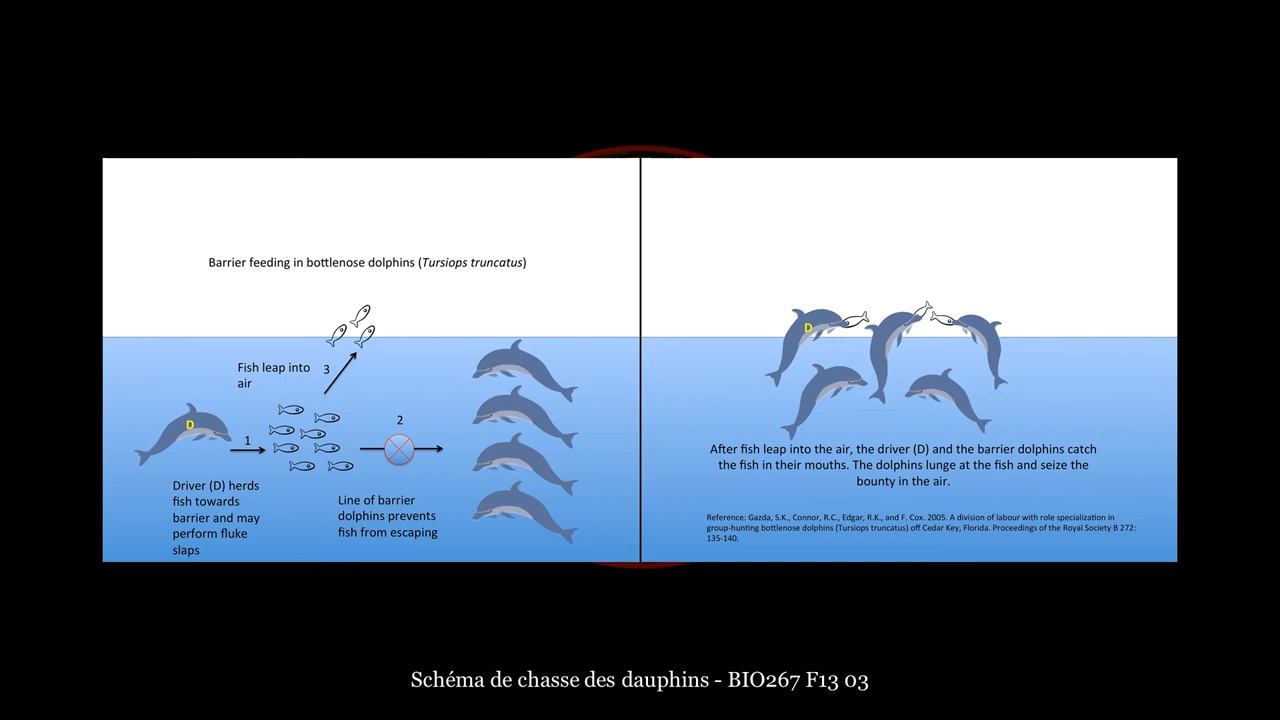 Barrier feeding in bottlenose dolphins (Tursiops truncatus)
Fish leap into
air
3
D
1
2
Driver (D) herds
fish towards
barrier and may
perform fluke
slaps
Line of barrier
dolphins prevents
fish from escaping
D
After fish leap into the air, the driver (D) and the barrier dolphins catch
the fish in their mouths. The dolphins lunge at the fish and seize the
bounty in the air.
Reference: Gazda, S.K., Connor, R.C., Edgar, R.K., and F. Cox. 2005. A division of labour with role specialization in
group-hunting bottlenose dolphins (Tursiops truncatus) off Cedar Key, Florida. Proceedings of the Royal Society B 272:
135-140.
Schéma de chasse des dauphins - BIO267 F13 03